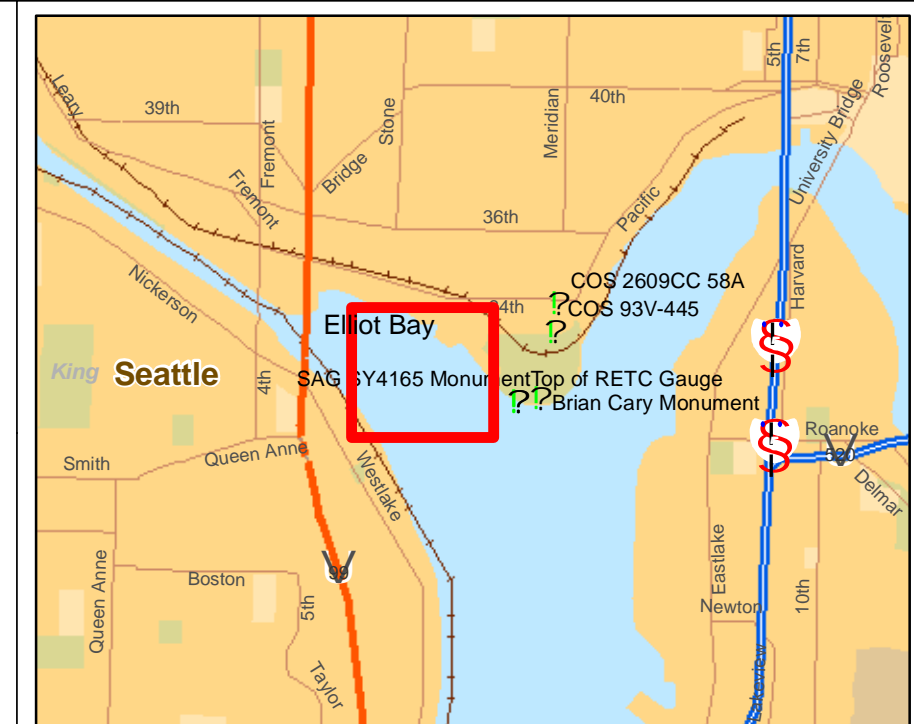 5th
7th
Roosevel
Leary
39th
Fremont
Stone
Meridian
40th
University Bridge
Bridge
Fremont
Pacific
36th
Harvard
Nickerson
COS 2609CC 58A
34th
COS 93V-445
Elliot Bay
King
Seattle
4th
SAG SY4165 Monument
Top of RETC Gauge
Brian Cary Monument
Roanoke
520
Queen Anne
Smith
Westlake
Delmar
Queen Anne
Boston
99
5th
Eastlake
Newton
10th
Taylor
Lakeview